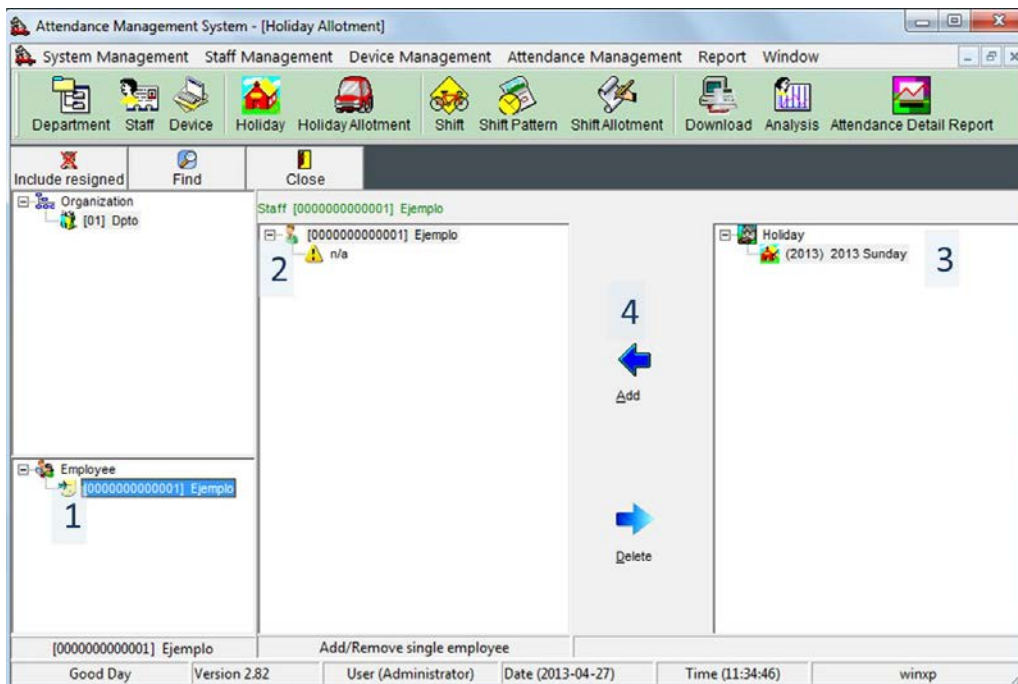 Attendance Management System - [Holiday Allotment]
System Management Staff Management Device Management Attendance Management Report Window
Department Staff Device Holiday Holiday Allotment Shift Shift Pattern Shift Allotment Download Analysis Attendance Detail Report
Include resigned Find Close
Organization
[01] Dpto
Staff [0000000000001] Ejemplo
[0000000000001] Ejemplo
n/a
2
Holiday
(2013) 2013 Sunday
3
4
Add
Delete
Employee
[0000000000001] Ejemplo
1
[0000000000001] Ejemplo Add/Remove single employee
Good Day Version 2.82 User (Administrator) Date (2013-04-27) Time (11:34:46) winxp